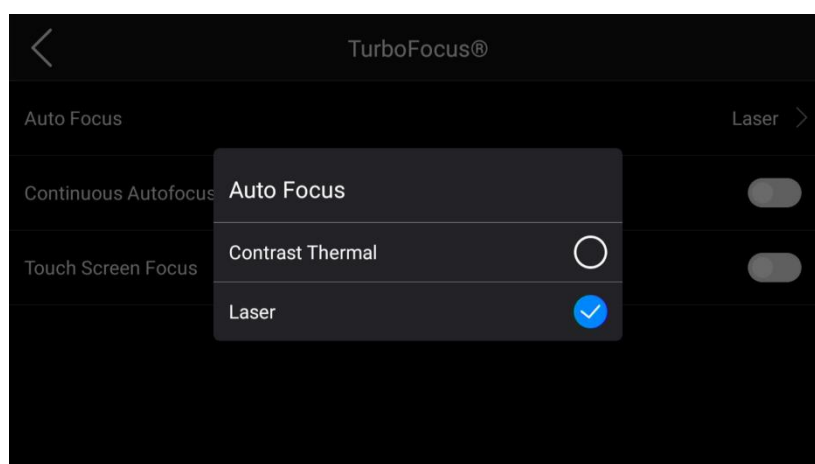 TurboFocus®
Auto Focus
Laser
Continuous Autofocus
Touch Screen Focus
Auto Focus
Contrast Thermal
Laser